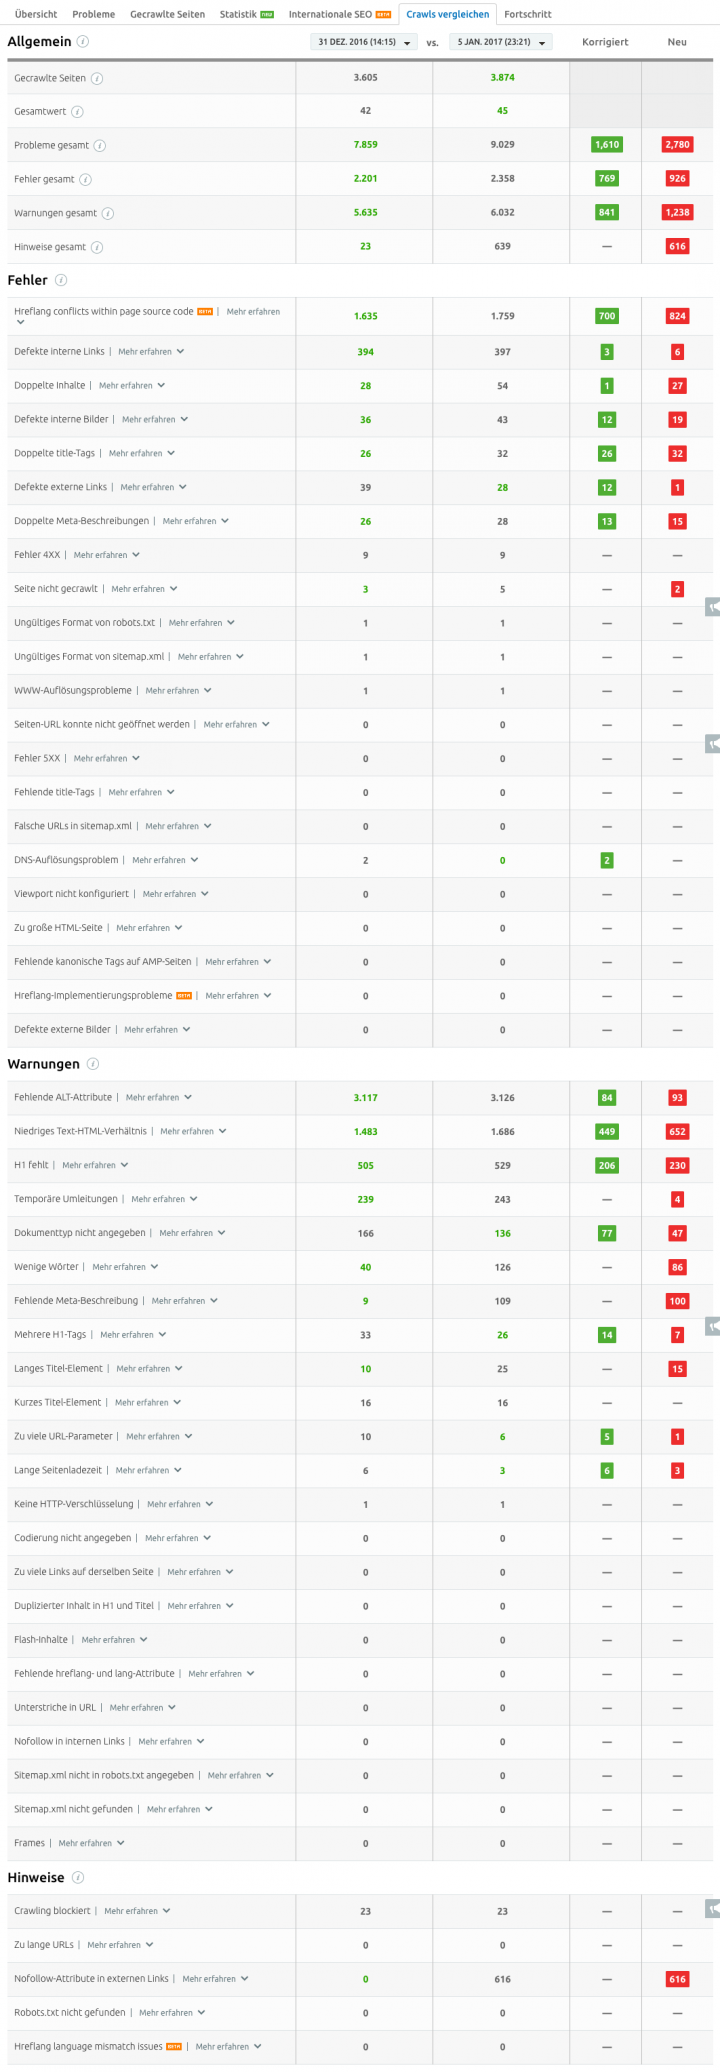 Übersicht Probleme Gecrawlte Seiten Statistik NEU Internationale SEO BETA Crawls vergleichen Fortschritt
Allgemein i 31 DEZ. 2016 (14:15) vs. 5 JAN. 2017 (23:21) Korrigiert Neu
Gecrawlte Seiten i 3.605 3.874
Gesamtwert i 42 45
Probleme gesamt i 7.859 9.029 1,610 2,780
Fehler gesamt i 2.201 2.358 769 926
Warnungen gesamt i 5.635 6.032 841 1,238
Hinweise gesamt i 23 639 — 616
Fehler i
Hreflang conflicts within page source code BETA | Mehr erfahren 1.635 1.759 700 824
Defekte interne Links | Mehr erfahren 394 397 3 6
Doppelte Inhalte | Mehr erfahren 28 54 1 27
Defekte interne Bilder | Mehr erfahren 36 43 12 19
Doppelte title-Tags | Mehr erfahren 26 32 26 32
Defekte externe Links | Mehr erfahren 39 28 12 1
Doppelte Meta-Beschreibungen | Mehr erfahren 26 28 13 15
Fehler 4XX | Mehr erfahren 9 9 — —
Seite nicht gecrawlt | Mehr erfahren 3 5 — 2
Ungültiges Format von robots.txt | Mehr erfahren 1 1 — —
Ungültiges Format von sitemap.xml | Mehr erfahren 1 1 — —
WWW-Auflösungsprobleme | Mehr erfahren 1 1 — —
Seiten-URL konnte nicht geöffnet werden | Mehr erfahren 0 0 — —
Fehler 5XX | Mehr erfahren 0 0 — —
Fehlende title-Tags | Mehr erfahren 0 0 — —
Falsche URLs in sitemap.xml | Mehr erfahren 0 0 — —
DNS-Auflösungsproblem | Mehr erfahren 2 0 2 —
Viewport nicht konfiguriert | Mehr erfahren 0 0 — —
Zu große HTML-Seite | Mehr erfahren 0 0 — —
Fehlende kanonische Tags auf AMP-Seiten | Mehr erfahren 0 0 — —
Hreflang-Implementierungsprobleme BETA | Mehr erfahren 0 0 — —
Defekte externe Bilder | Mehr erfahren 0 0 — —
Warnungen i
Fehlende ALT-Attribute | Mehr erfahren 3.117 3.126 84 93
Niedriges Text-HTML-Verhältnis | Mehr erfahren 1.483 1.686 449 652
H1 fehlt | Mehr erfahren 505 529 206 230
Temporäre Umleitungen | Mehr erfahren 239 243 — 4
Dokumenttyp nicht angegeben | Mehr erfahren 166 136 77 47
Wenige Wörter | Mehr erfahren 40 126 — 86
Fehlende Meta-Beschreibung | Mehr erfahren 9 109 — 100
Mehrere H1-Tags | Mehr erfahren 33 26 14 7
Langes Titel-Element | Mehr erfahren 10 25 — 15
Kurzes Titel-Element | Mehr erfahren 16 16 — —
Zu viele URL-Parameter | Mehr erfahren 10 6 5 1
Lange Seitenladezeit | Mehr erfahren 6 3 6 3
Keine HTTP-Verschlüsselung | Mehr erfahren 1 1 — —
Codierung nicht angegeben | Mehr erfahren 0 0 — —
Zu viele Links auf derselben Seite | Mehr erfahren 0 0 — —
Duplizierter Inhalt in H1 und Titel | Mehr erfahren 0 0 — —
Flash-Inhalte | Mehr erfahren 0 0 — —
Fehlende hreflang- und lang-Attribute | Mehr erfahren 0 0 — —
Unterstriche in URL | Mehr erfahren 0 0 — —
Nofollow in internen Links | Mehr erfahren 0 0 — —
Sitemap.xml nicht in robots.txt angegeben | Mehr erfahren 0 0 — —
Sitemap.xml nicht gefunden | Mehr erfahren 0 0 — —
Frames | Mehr erfahren 0 0 — —
Hinweise i
Crawling blockiert | Mehr erfahren 23 23 — —
Zu lange URLs | Mehr erfahren 0 0 — —
Nofollow-Attribute in externen Links | Mehr erfahren 0 616 — 616
Robots.txt nicht gefunden | Mehr erfahren 0 0 — —
Hreflang language mismatch issues BETA | Mehr erfahren 0 0 — —